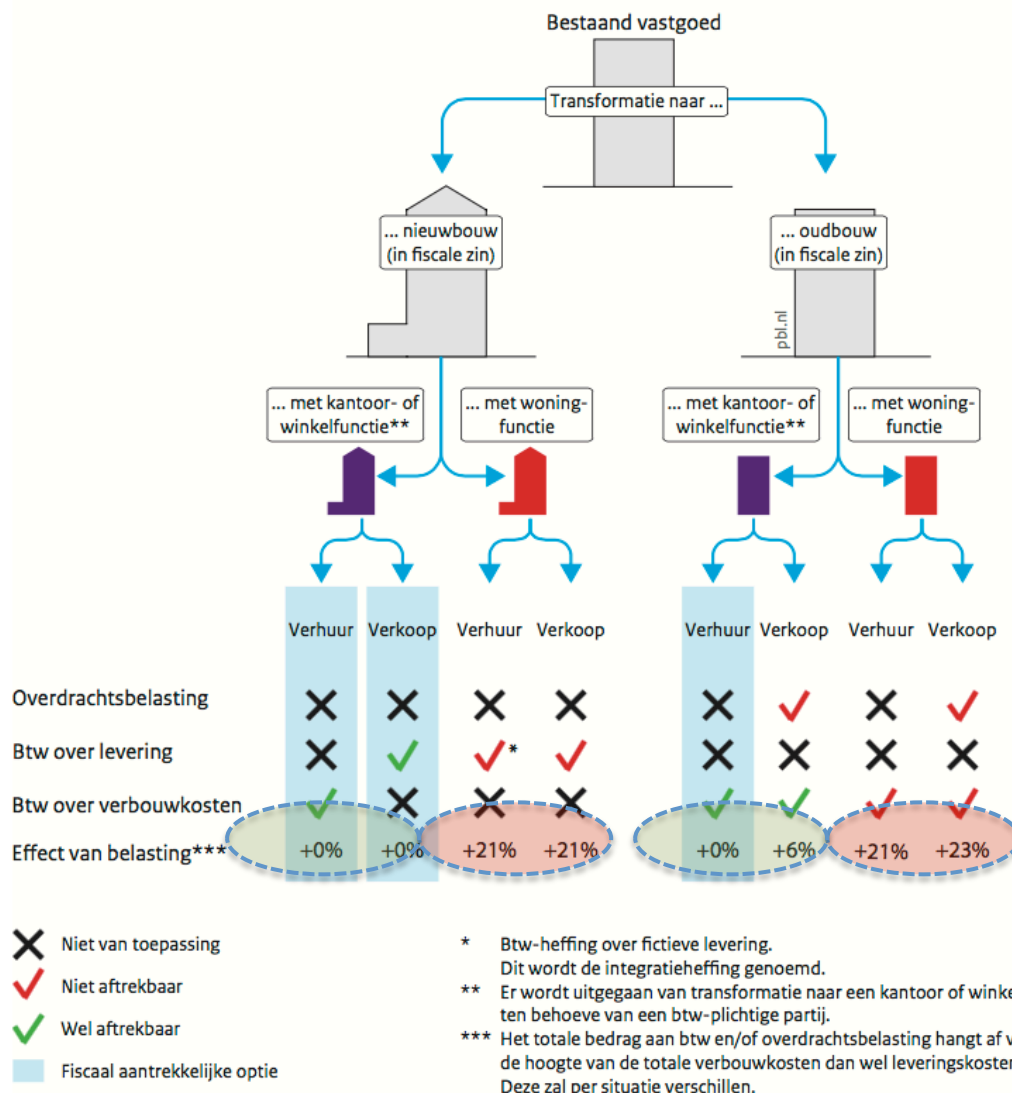 Bestaand vastgoed
Transformatie naar ...
... nieuwbouw
(in fiscale zin)
... oudbouw
(in fiscale zin)
pbl.nl
... met kantoor- of
winkelfunctie**
... met woning-
functie
... met kantoor- of
winkelfunctie**
... met woning-
functie
Verhuur Verkoop Verhuur Verkoop Verhuur Verkoop Verhuur Verkoop
Overdrachtsbelasting
Btw over levering *
Btw over verbouwkosten
Effect van belasting*** +0% +0% +21% +21% +0% +6% +21% +23%
Niet van toepassing
Niet aftrekbaar
Wel aftrekbaar
Fiscaal aantrekkelijke optie
* Btw-heffing over fictieve levering.
Dit wordt de integratieheffing genoemd.
** Er wordt uitgegaan van transformatie naar een kantoor of winke
ten behoeve van een btw-plichtige partij.
*** Het totale bedrag aan btw en/of overdrachtsbelasting hangt af v
de hoogte van de totale verbouwkosten dan wel leveringskosten
Deze zal per situatie verschillen.